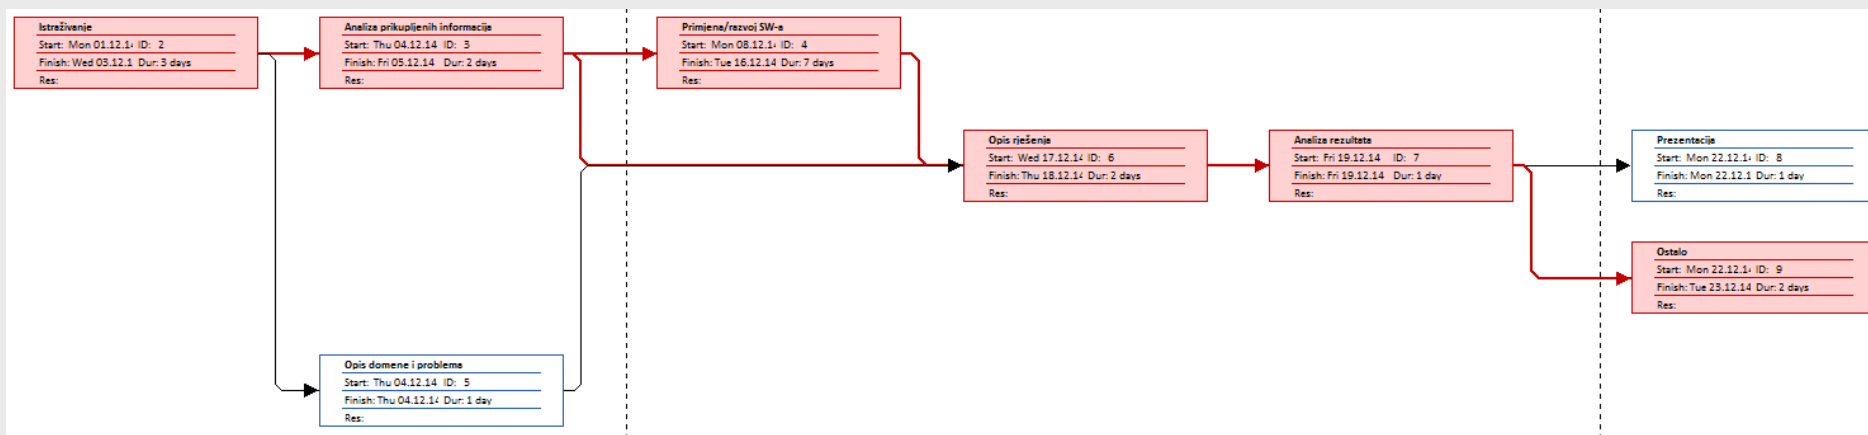 Istraživanje
Start: Mon 01.12.1 ID: 2
Finish: Wed 03.12.1 Dur: 3 days
Res:
Analiza prikupljenih informacija
Start: Thu 04.12.14 ID: 3
Finish: Fri 05.12.14 Dur: 2 days
Res:
Primjena/razvoj SW-a
Start: Mon 08.12.1 ID: 4
Finish: Tue 16.12.14 Dur: 7 days
Res:
Opis rješenja
Start: Wed 17.12.14 ID: 6
Finish: Thu 18.12.14 Dur: 2 days
Res:
Analiza rezultata
Start: Fri 19.12.14 ID: 7
Finish: Fri 19.12.14 Dur: 1 day
Res:
Prezentacija
Start: Mon 22.12.1 ID: 8
Finish: Mon 22.12.1 Dur: 1 day
Res:
Ostalo
Start: Mon 22.12.1 ID: 9
Finish: Tue 23.12.14 Dur: 2 days
Res:
Opis domene i problema
Start: Thu 04.12.14 ID: 5
Finish: Thu 04.12.14 Dur: 1 day
Res: